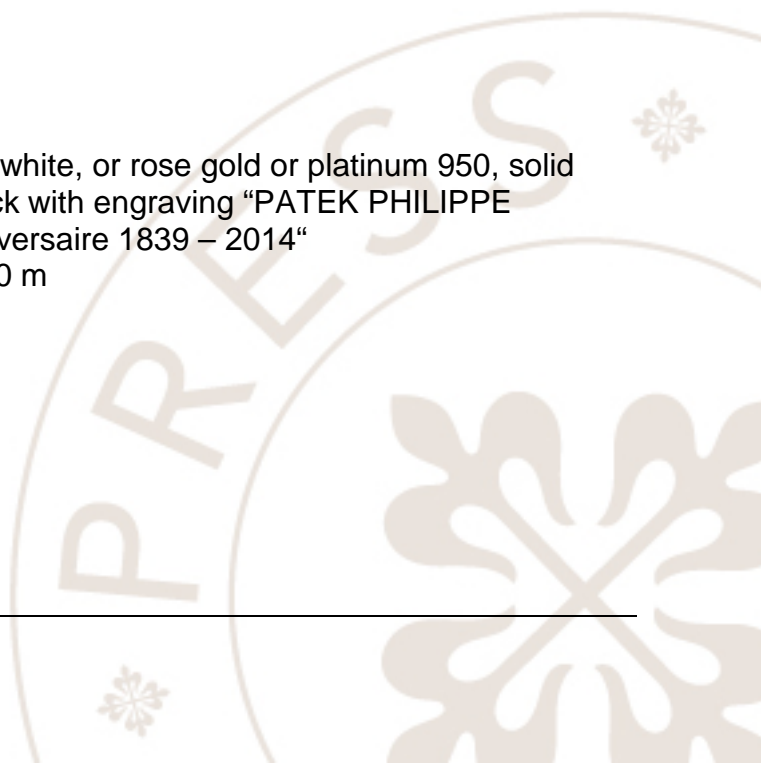 white, or rose gold or platinum 950, solid
ck with engraving “PATEK PHILIPPE
versaire 1839 – 2014“
0 m
PRESS